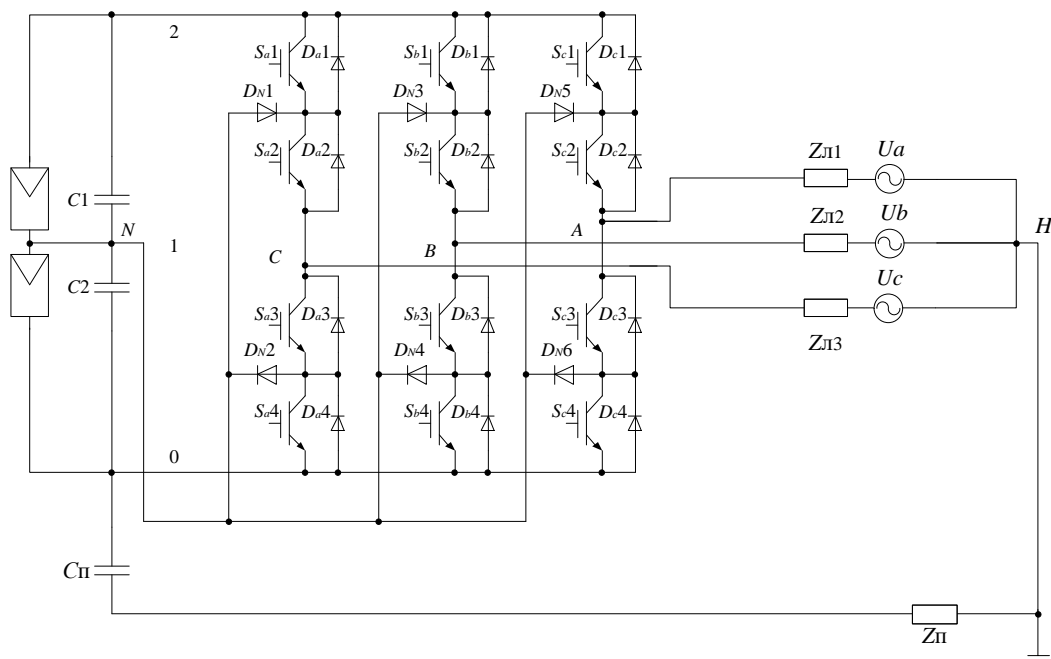 2
Sa1 Da1 Sb1 Db1 Sc1 Dc1
DN1 DN3 DN5
Sa2 Da2 Sb2 Db2 Sc2 Dc2
Zл1 Ua
C1
N 1 C B A Zл2 Ub H
C2
Uc
Zл3
Sa3 Da3 Sb3 Db3 Sc3 Dc3
DN2 DN4 DN6
Sa4 Da4 Sb4 Db4 Sc4 Dc4
0
Cп
Zп